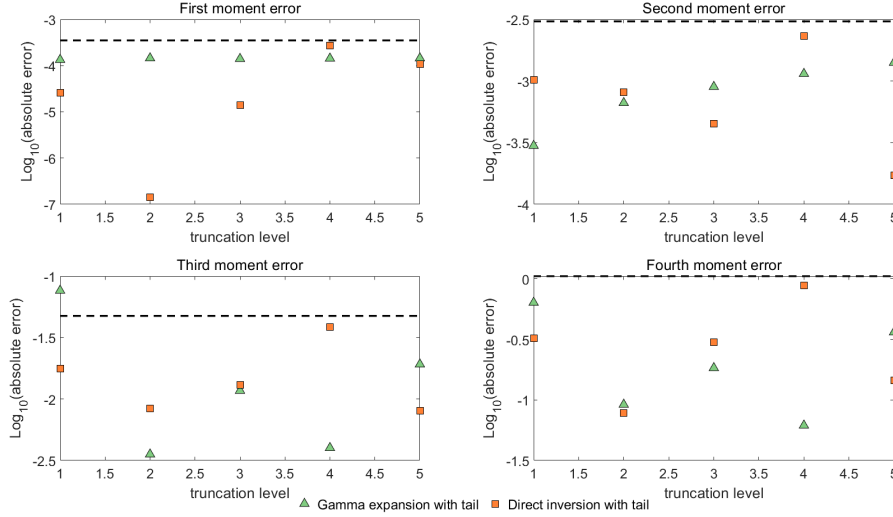 First moment error
Log10(absolute error)
-3
-4
-5
-6
-7
1 1.5 2 2.5 3 3.5 4 4.5 5
truncation level
Second moment error
Log10(absolute error)
-2.5
-3
-3.5
-4
1 1.5 2 2.5 3 3.5 4 4.5 5
truncation level
Third moment error
Log10(absolute error)
-1
-1.5
-2
-2.5
1 1.5 2 2.5 3 3.5 4 4.5 5
truncation level
Fourth moment error
Log10(absolute error)
0
-0.5
-1
-1.5
1 1.5 2 2.5 3 3.5 4 4.5 5
truncation level
Gamma expansion with tail Direct inversion with tail